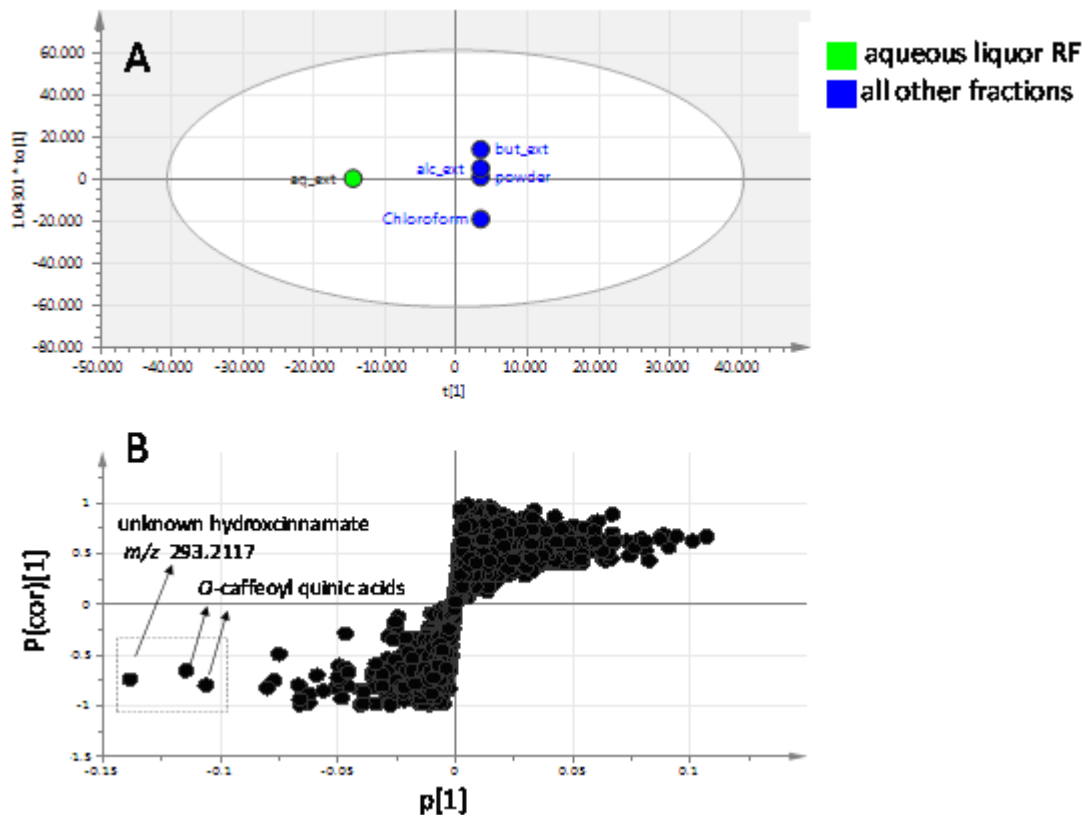 A
aqueous liquor RF
all other fractions
60.000
40.000
20.000
0
-20.000
-40.000
-60.000
-80.000
1.04301 * to[1]
but_ext
alc_ext
powder
aq_ext
Chloroform
-50.000 -40.000 -30.000 -20.000 -10.000 0 10.000 20.000 30.000 40.000
t[1]
B
1
0.5
0
-0.5
-1
-1.5
P(cor)[1]
unknown hydroxcinnamate
m/z 293.2117
O-caffeoyl quinic acids
-0.15 -0.1 -0.05 0 0.05 0.1
p[1]